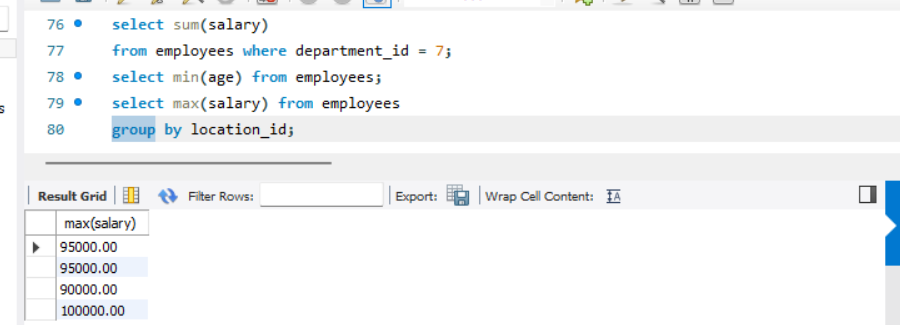 76 select sum(salary)
77 from employees where department_id = 7;
78 select min(age) from employees;
79 select max(salary) from employees
80 group by location_id;
s
Result Grid Filter Rows: Export: Wrap Cell Content: IA
max(salary)
95000.00
95000.00
90000.00
100000.00